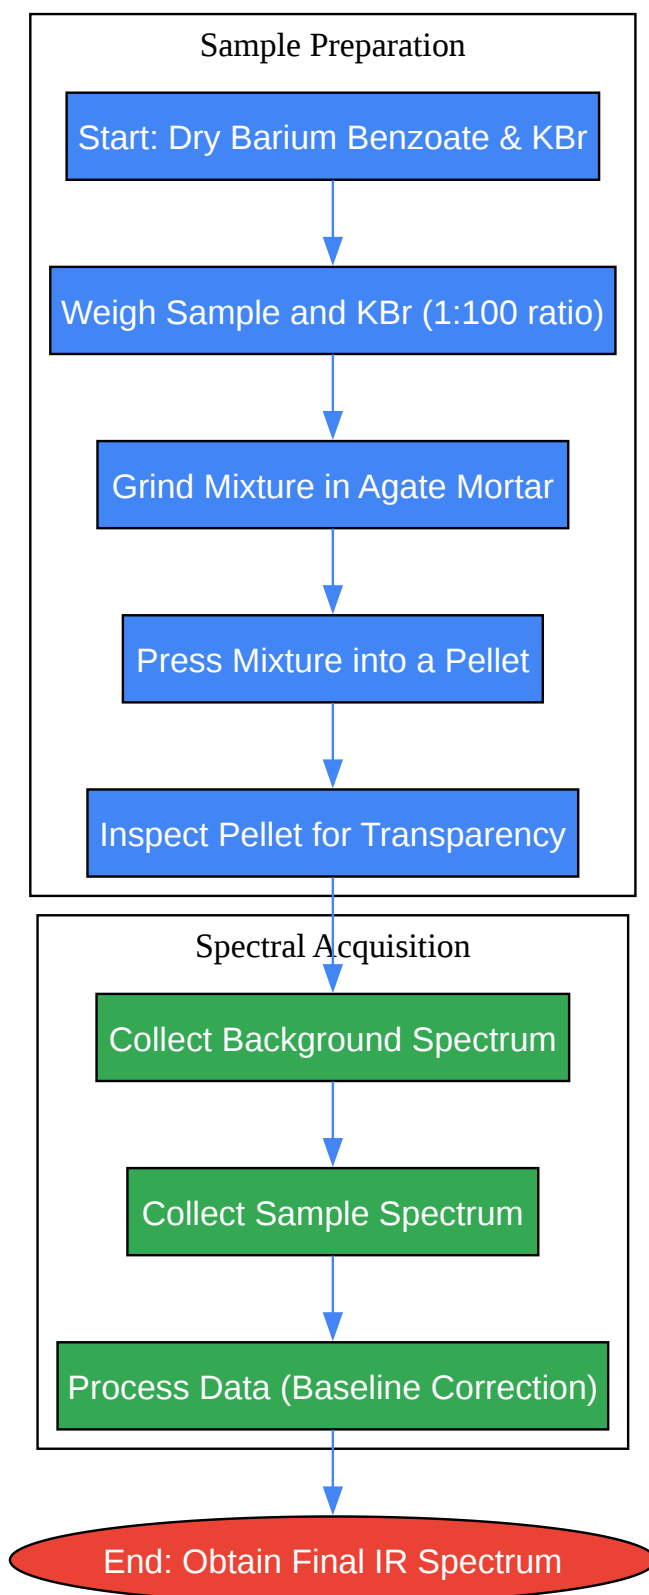 Sample Preparation
Start: Dry Barium Benzoate & KBr
Weigh Sample and KBr (1:100 ratio)
Grind Mixture in Agate Mortar
Press Mixture into a Pellet
Inspect Pellet for Transparency
Spectral Acquisition
Collect Background Spectrum
Collect Sample Spectrum
Process Data (Baseline Correction)
End: Obtain Final IR Spectrum